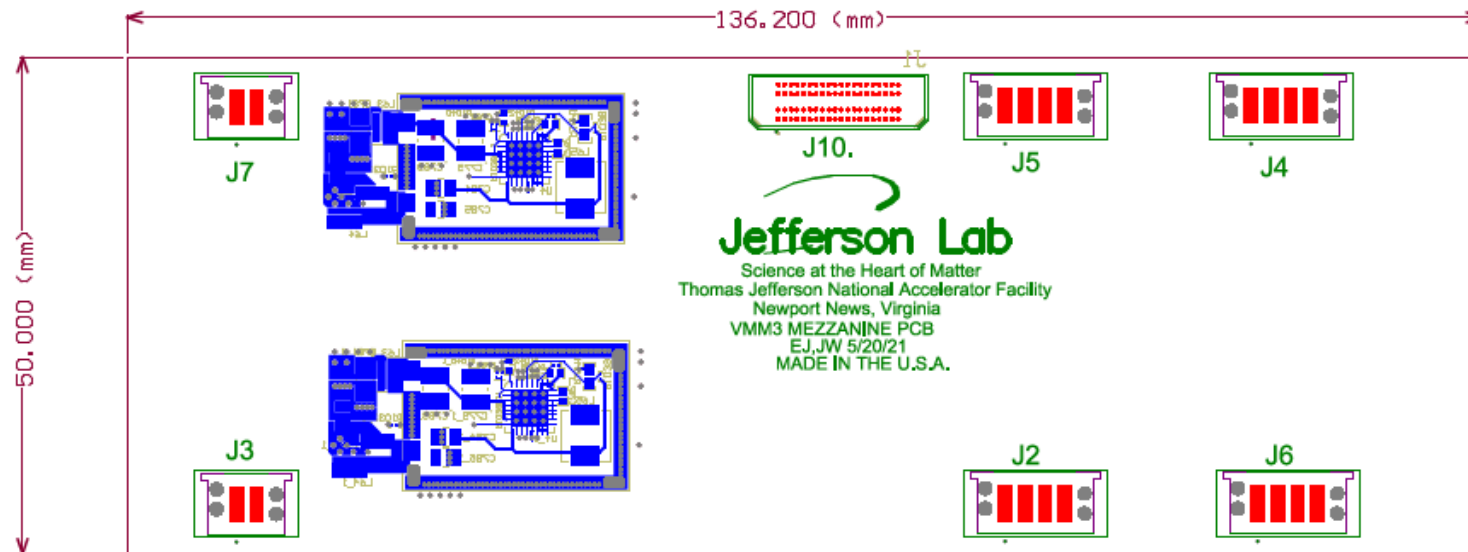 136.200 (mm)
50.000 (mm)
J1
J7
J10.
J5
J4
Jefferson Lab
Science at the Heart of Matter
Thomas Jefferson National Accelerator Facility
Newport News, Virginia
VMM3 MEZZANINE PCB
EJ,JW 5/20/21
MADE IN THE U.S.A.
J3
J2
J6